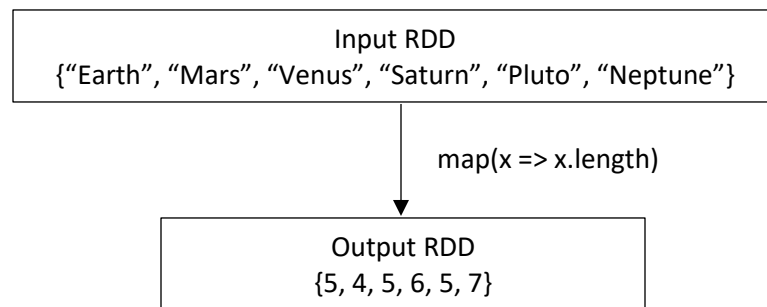 Input RDD
{“Earth”, “Mars”, “Venus”, “Saturn”, “Pluto”, “Neptune”}
map(x => x.length)
Output RDD
{5, 4, 5, 6, 5, 7}